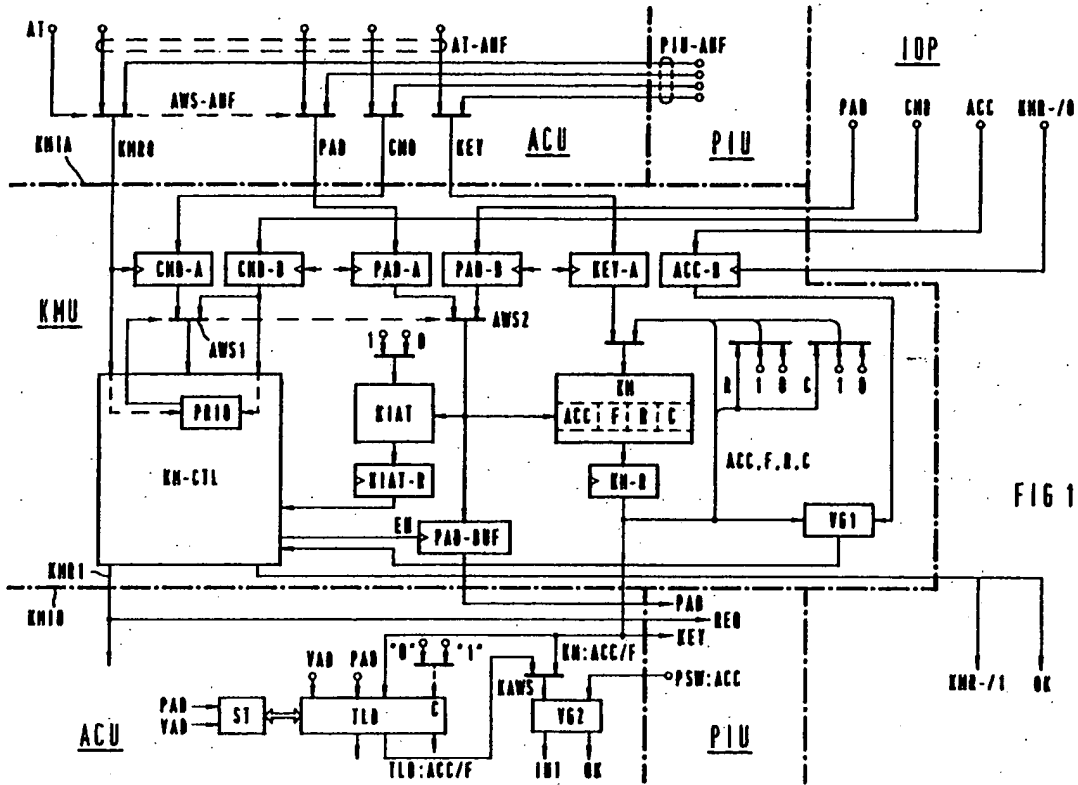 AT
AT-ANF
PIU-ANF
IOP
AWS-ANF
PAD
CMD
ACC
KMR-/0
KMIA
KMR0
PAD
CMD
KEY
ACU
PIU
KMU
CMD-A
CMD-B
PAD-A
PAD-B
KEY-A
ACC-B
AWS1
AWS2
1 0
PRIO
KIAT
KM
ACC F R C
R 1 0 C 1 0
KM-CTL
KIAT-R
KM-R
ACC,F,R,C
FIG 1
EN
PAD-BUF
VG1
KMR1
KMIB
PAD
REQ
KEY
"0" "1"
VAD
PAD
KM:ACC/F
KAWS
PSW:ACC
KMR-/1
OK
PAD
VAD
ST
TLB
C
VG2
ACU
PIU
TLB:ACC/F
INT
OK